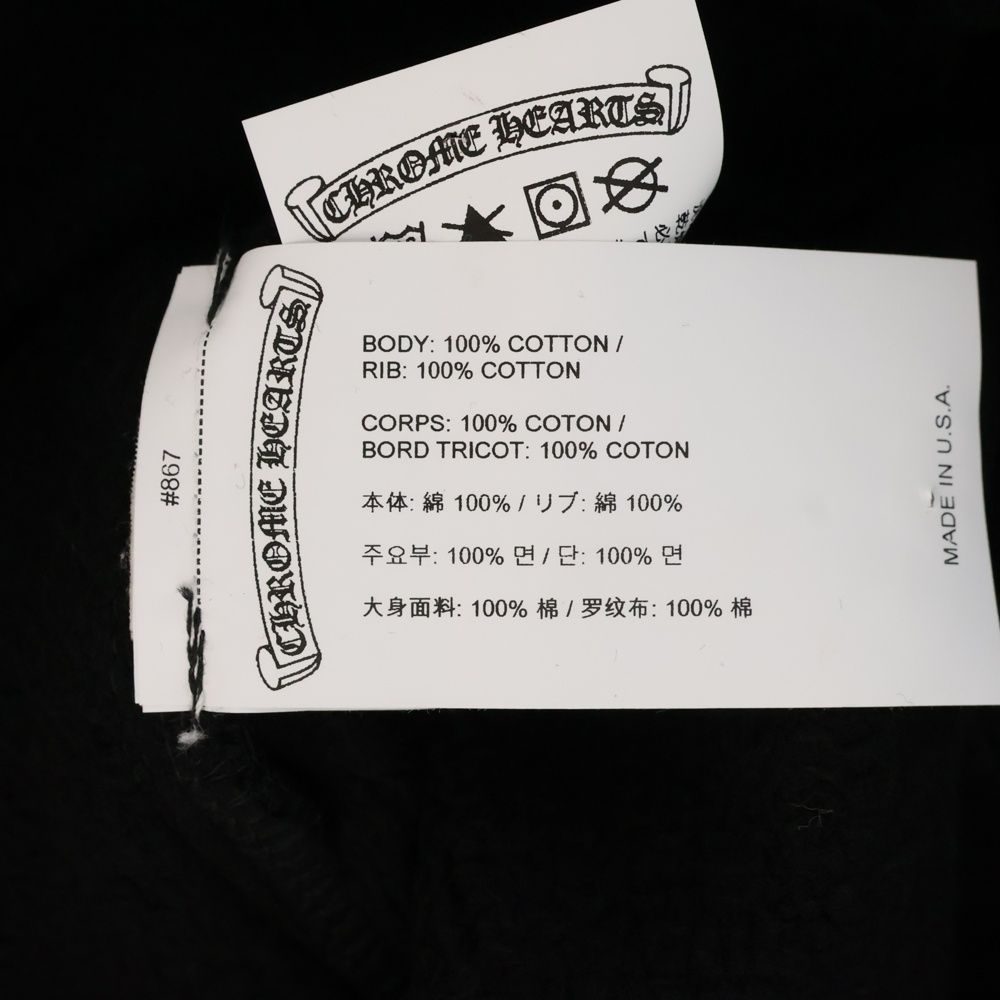 CHROME HEARTS
CHROME HEARTS
BODY: 100% COTTON /
RIB: 100% COTTON
CORPS: 100% COTON /
BORD TRICOT: 100% COTON
本体: 綿 100% / リブ: 綿 100%
주요부: 100% 면 / 단: 100% 면
大身面料: 100% 棉 / 罗纹布: 100% 棉
#867
MADE IN U.S.A.